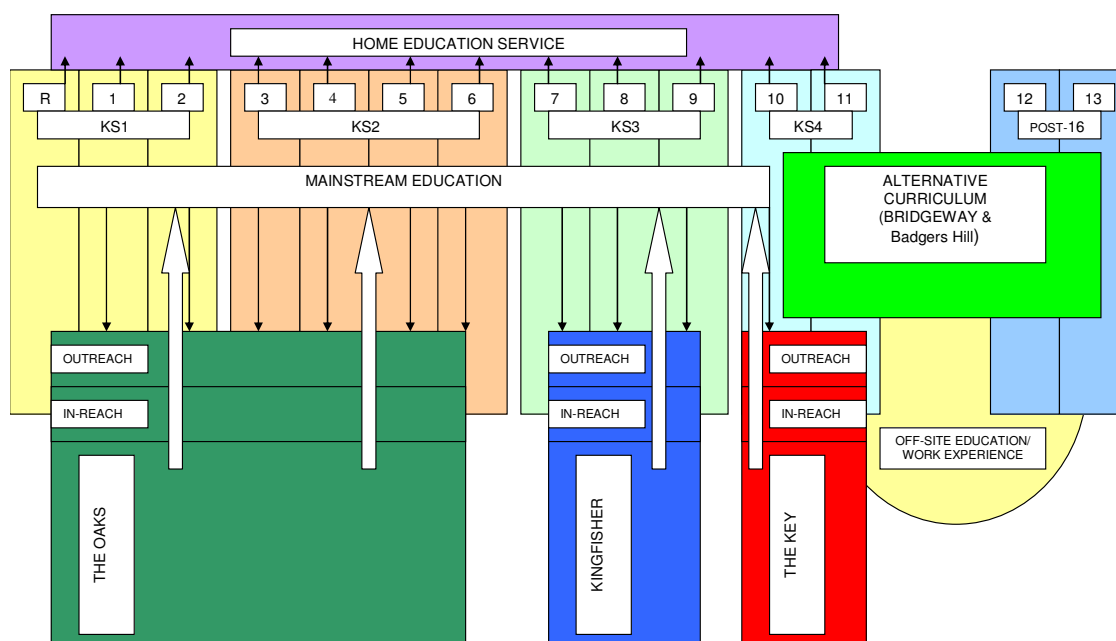 HOME EDUCATION SERVICE
R
1
2
3
4
5
6
7
8
9
10
11
12
13
KS1
KS2
KS3
KS4
POST-16
MAINSTREAM EDUCATION
ALTERNATIVE
CURRICULUM
(BRIDGEWAY &
Badgers Hill)
OUTREACH
OUTREACH
OUTREACH
IN-REACH
IN-REACH
IN-REACH
OFF-SITE EDUCATION/
WORK EXPERIENCE
THE OAKS
KINGFISHER
THE KEY